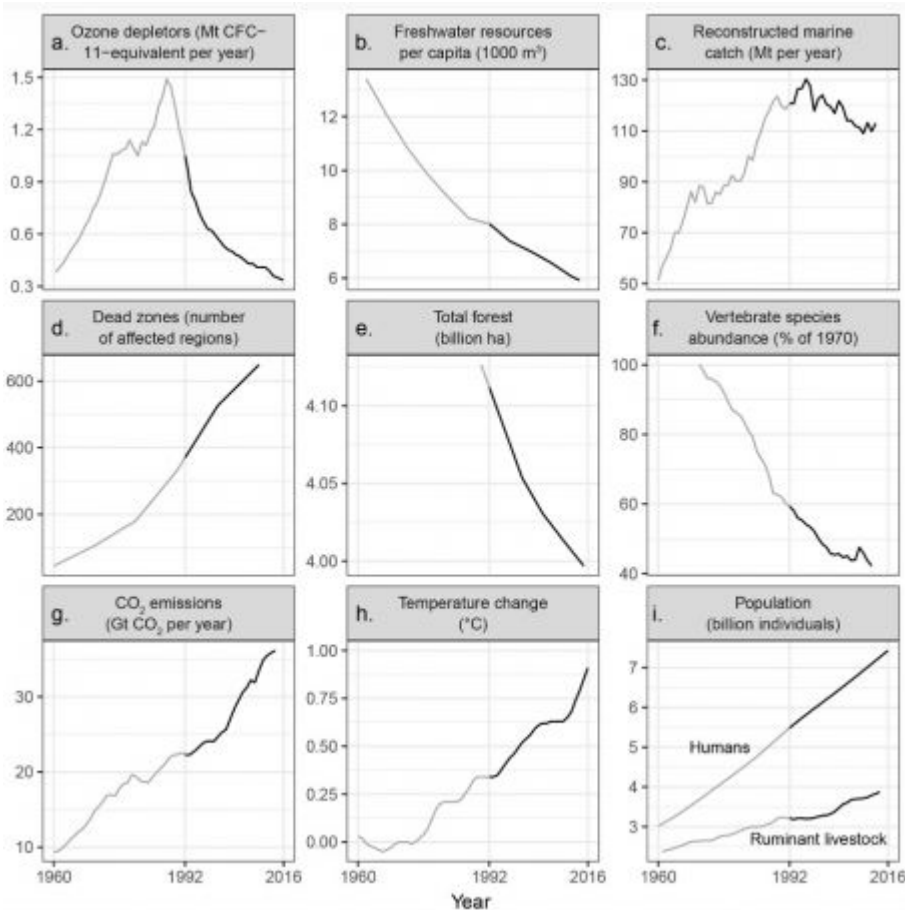 a. Ozone depletors (Mt CFC−
11−equivalent per year)
b. Freshwater resources
per capita (1000 m³)
c. Reconstructed marine
catch (Mt per year)
1.5
1.2
0.9
0.6
0.3
12
10
8
6
130
110
90
70
50
d. Dead zones (number
of affected regions)
e. Total forest
(billion ha)
f. Vertebrate species
abundance (% of 1970)
600
400
200
4.10
4.05
4.00
100
80
60
40
g. CO₂ emissions
(Gt CO₂ per year)
h. Temperature change
(°C)
i. Population
(billion individuals)
30
20
10
1.00
0.75
0.50
0.25
0.00
7
6
5
4
3
Humans
Ruminant livestock
1960 1992 2016
1960 1992 2016
1960 1992 2016
Year